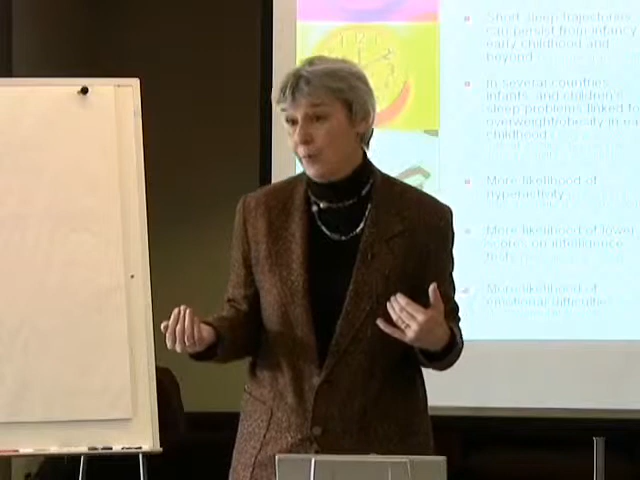 Short sleep trajectories
can persist from infancy
early childhood and
beyond
In several countries
infants' and children's
sleep problems linked to
overweight/obesity in ea
childhood
More likelihood of
hyperactivity
More likelihood of lower
scores on intelligence
tests
More likelihood of
emotional difficulties